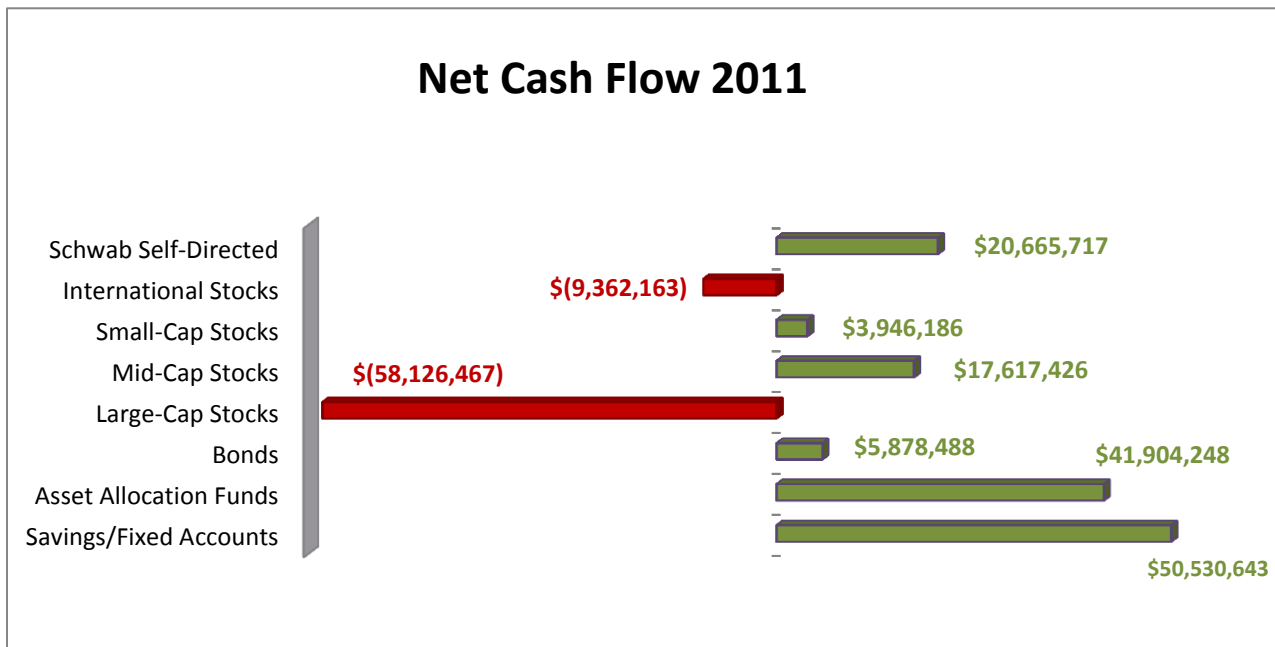 Net Cash Flow 2011
Schwab Self-Directed $20,665,717
International Stocks $(9,362,163)
Small-Cap Stocks $3,946,186
Mid-Cap Stocks $17,617,426
$(58,126,467)
Large-Cap Stocks
Bonds $5,878,488
$41,904,248
Asset Allocation Funds
Savings/Fixed Accounts
$50,530,643